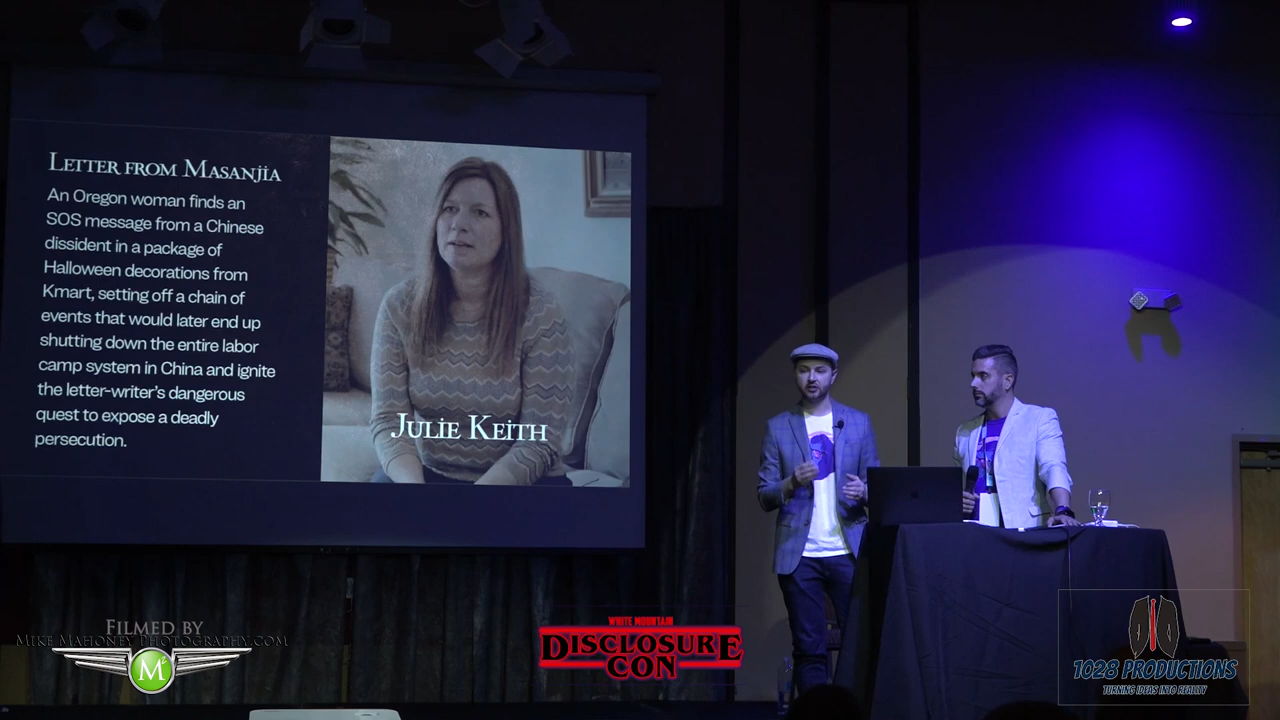 Letter from Masanjia
An Oregon woman finds an
SOS message from a Chinese
dissident in a package of
Halloween decorations from
Kmart, setting off a chain of
events that would later end up
shutting down the entire labor
camp system in China and ignite
the letter-writer's dangerous
quest to expose a deadly
persecution.
Julie Keith
Filmed by
Mike Mahoney Photography.com
M
WHITE MOUNTAIN
DISCLOSURE
CON
1028 PRODUCTIONS
TURNING IDEAS INTO REALITY